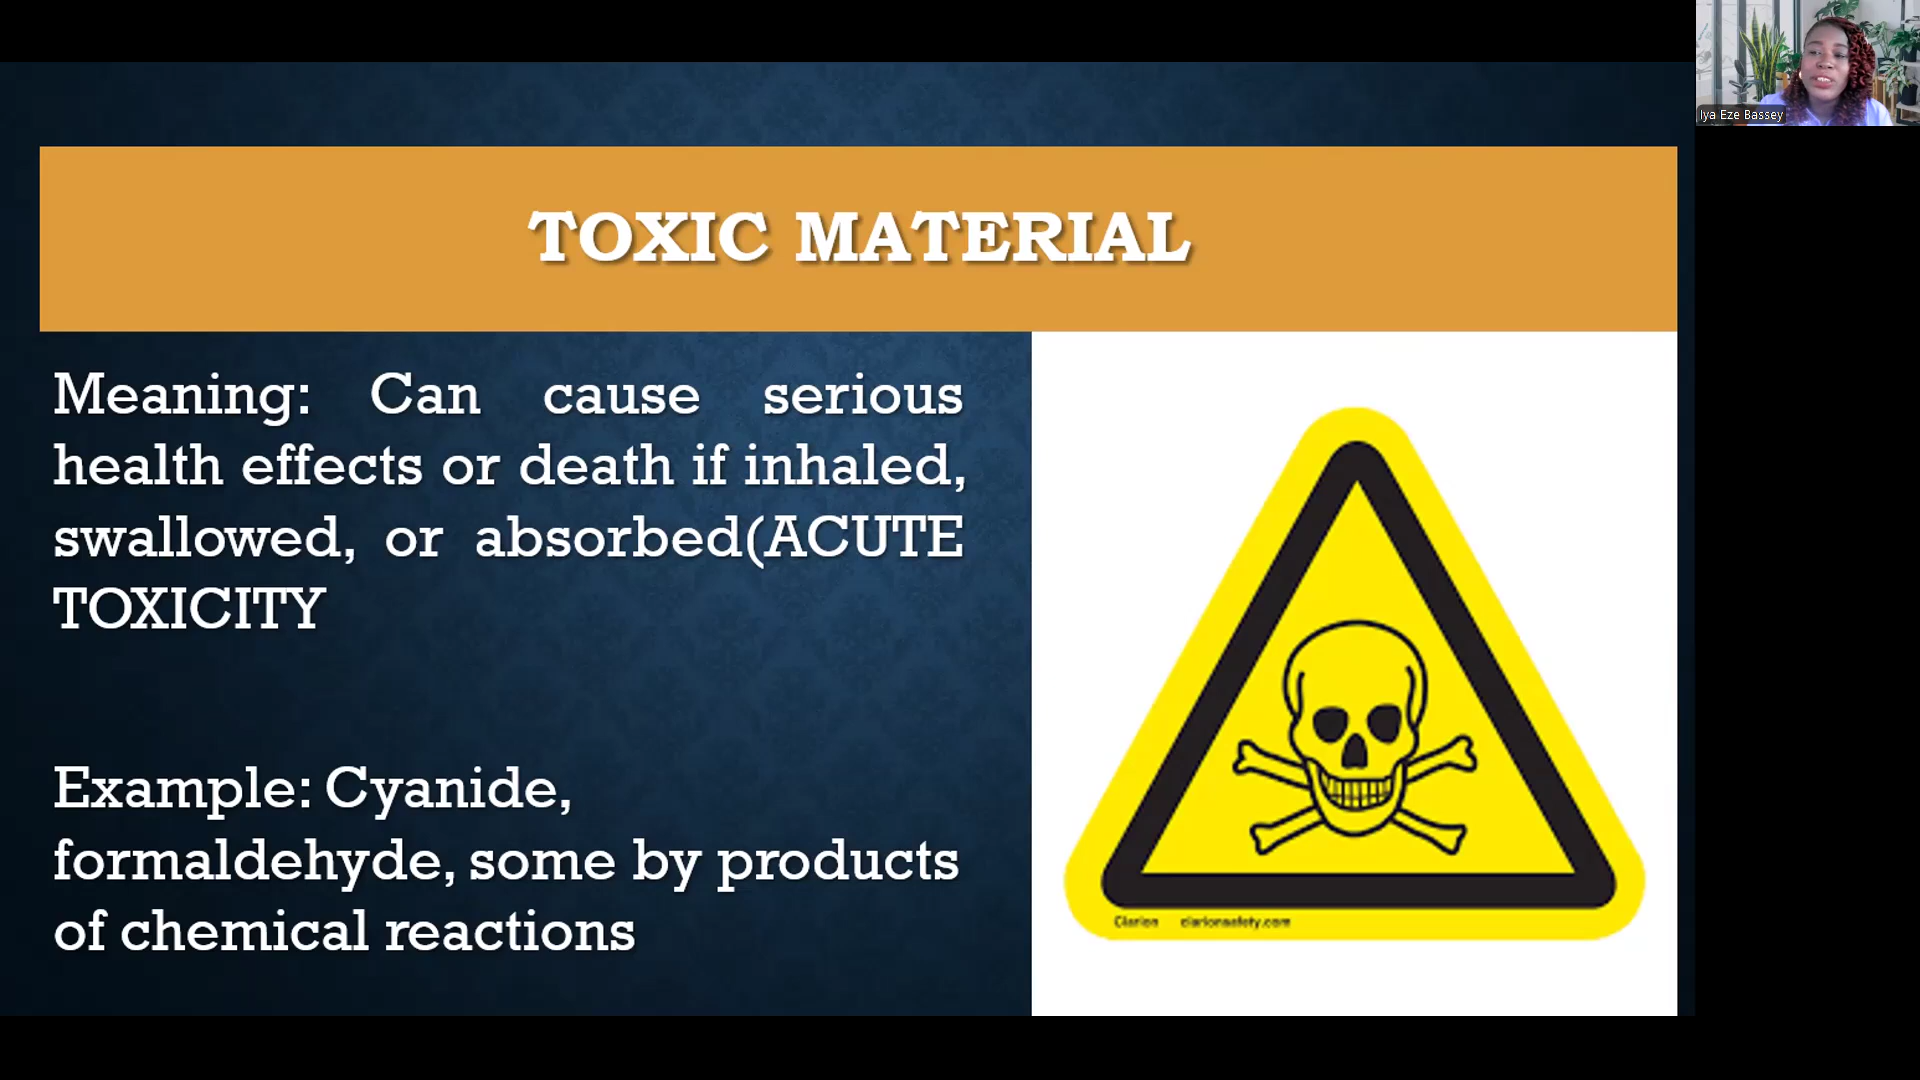 Iya Eze Bassey
TOXIC MATERIAL
Meaning: Can cause serious
health effects or death if inhaled,
swallowed, or absorbed(ACUTE
TOXICITY
Example: Cyanide,
formaldehyde, some by products
of chemical reactions
Clarion clarionsafety.com